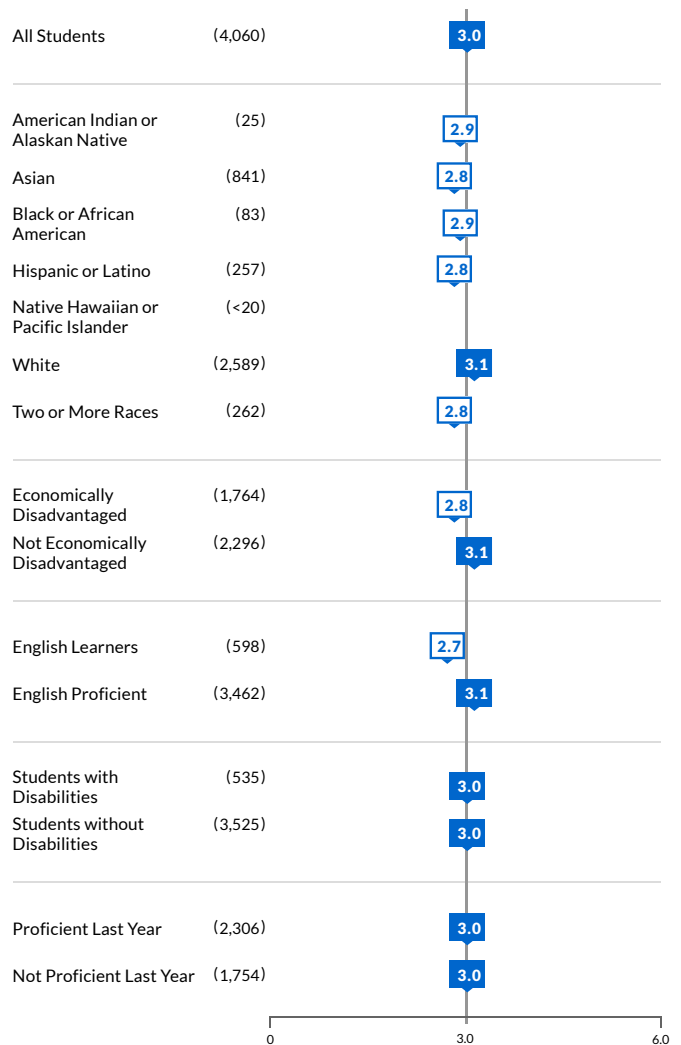 All Students (4,060) 3.0
American Indian or
Alaskan Native (25) 2.9
Asian (841) 2.8
Black or African
American (83) 2.9
Hispanic or Latino (257) 2.8
Native Hawaiian or
Pacific Islander (<20)
White (2,589) 3.1
Two or More Races (262) 2.8
Economically
Disadvantaged (1,764) 2.8
Not Economically
Disadvantaged (2,296) 3.1
English Learners (598) 2.7
English Proficient (3,462) 3.1
Students with
Disabilities (535) 3.0
Students without
Disabilities (3,525) 3.0
Proficient Last Year (2,306) 3.0
Not Proficient Last Year (1,754) 3.0
0 3.0 6.0